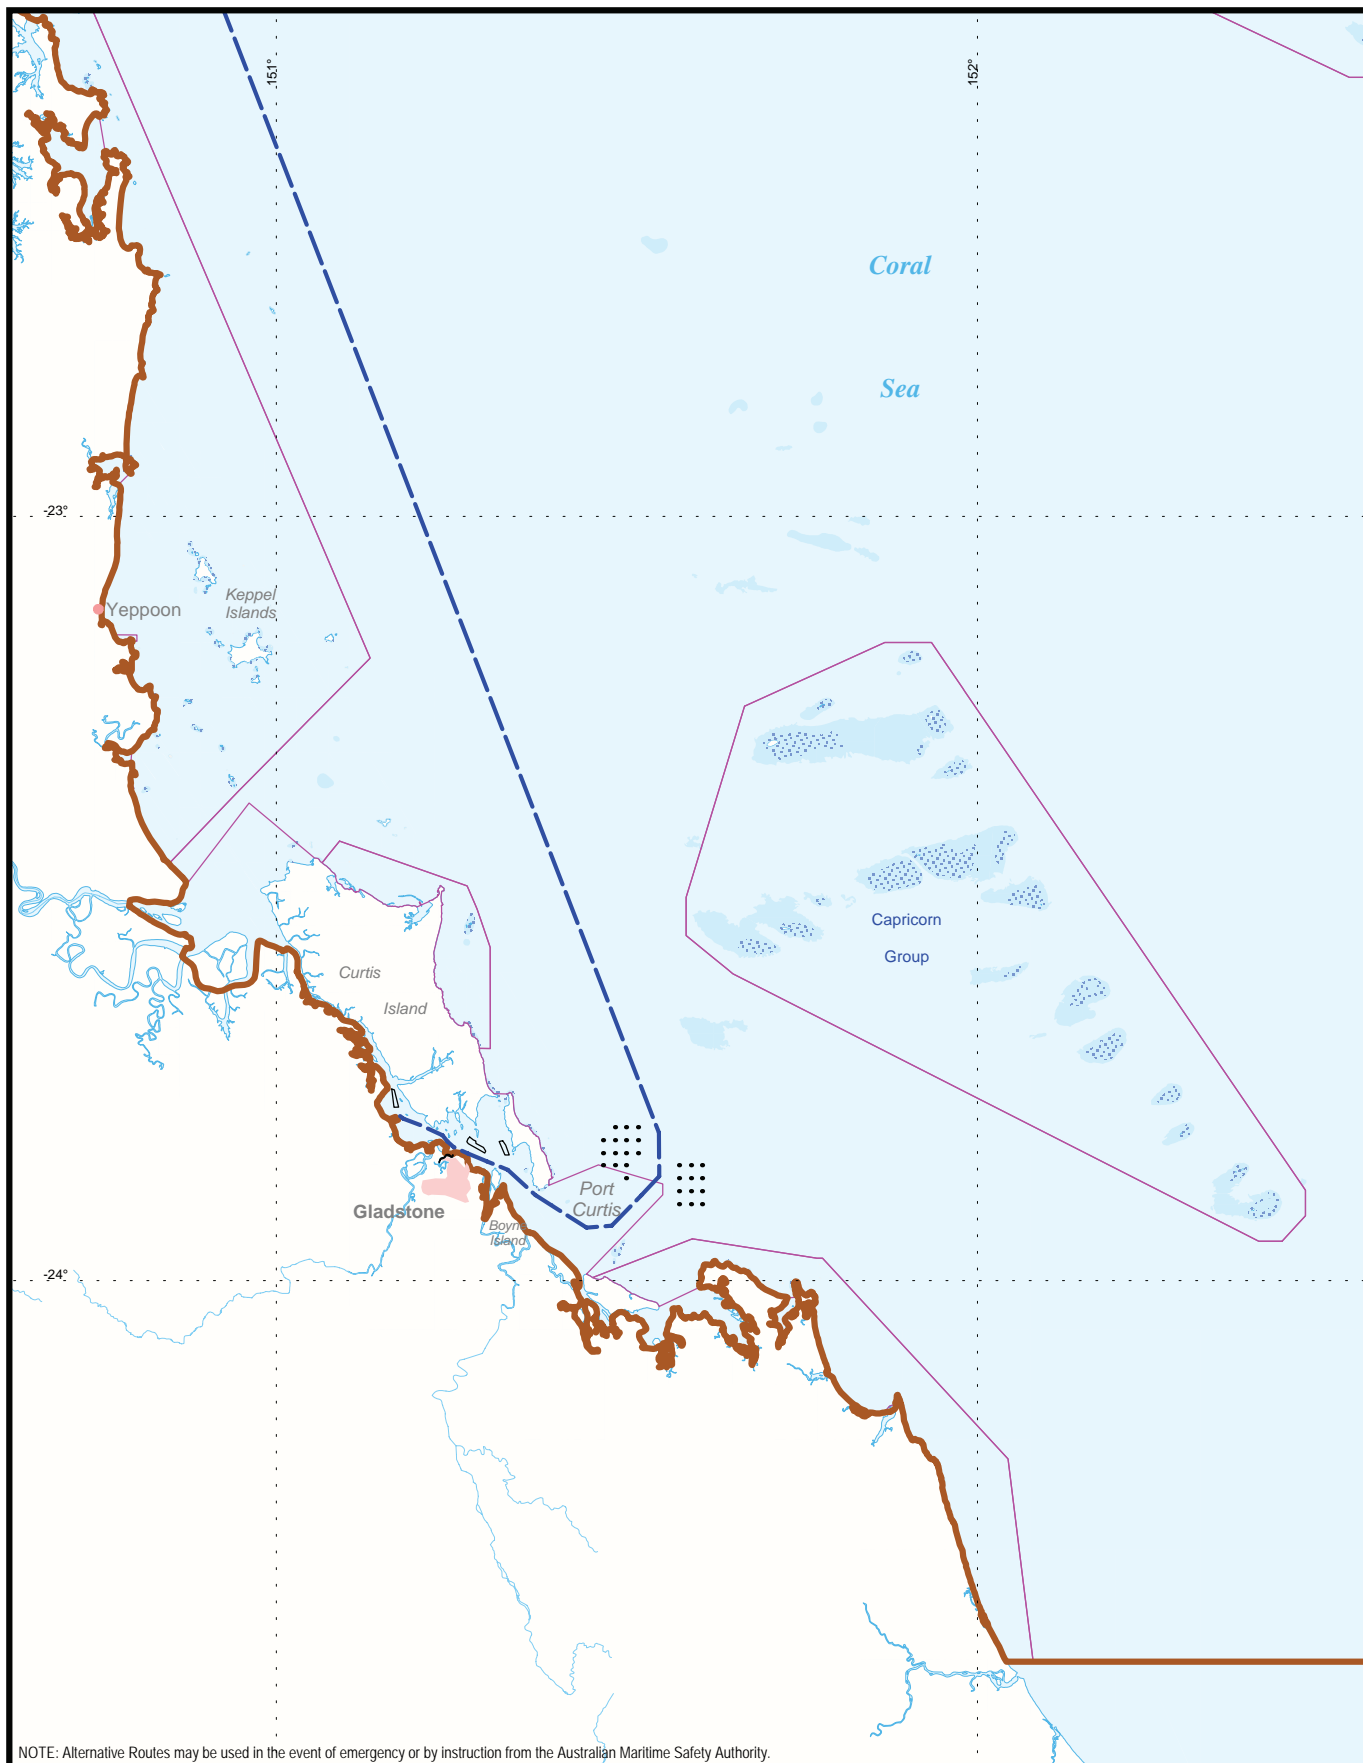 151°
152°
Coral
Sea
-23°
Keppel
Islands
Yeppoon
Capricorn
Group
Curtis
Island
Port
Curtis
Gladstone
Boyne
Island
-24°
NOTE: Alternative Routes may be used in the event of emergency or by instruction from the Australian Maritime Safety Authority.